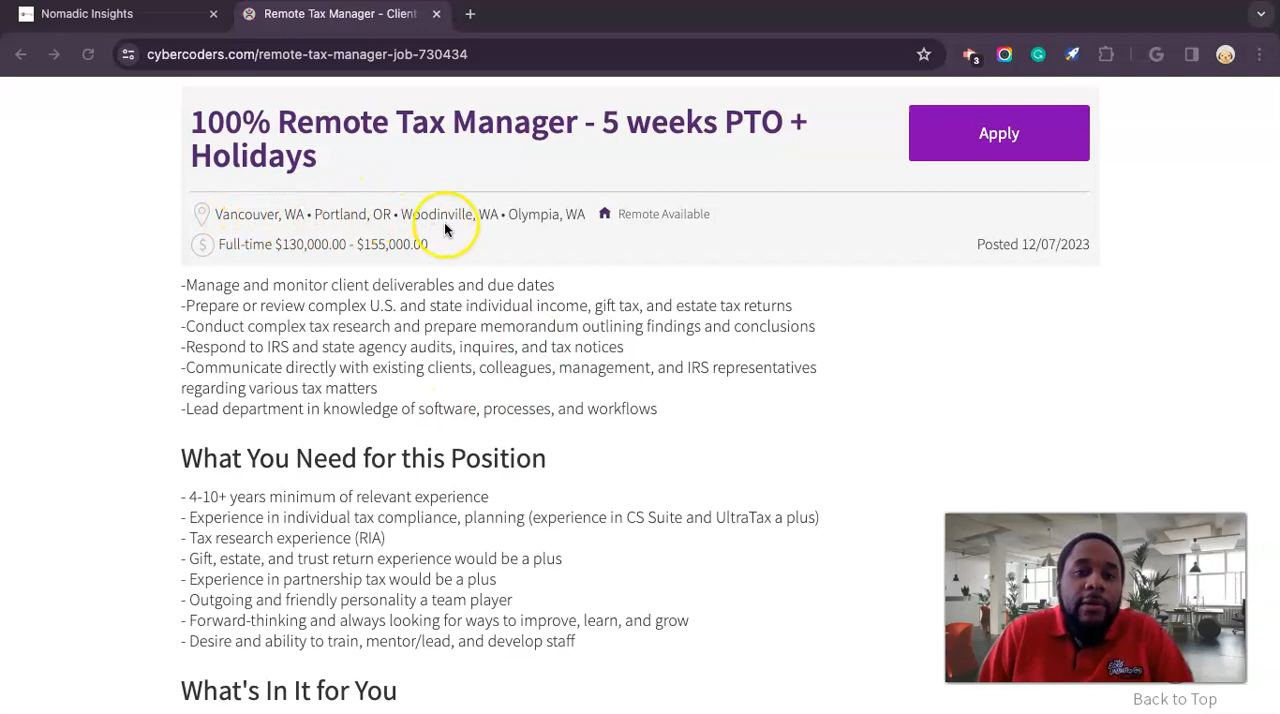 Nomadic Insights
Remote Tax Manager - Client
cybercoders.com/remote-tax-manager-job-730434
3
100% Remote Tax Manager - 5 weeks PTO +
Holidays
Apply
Vancouver, WA • Portland, OR • Woodinville, WA • Olympia, WA Remote Available
$ Full-time $130,000.00 - $155,000.00
Posted 12/07/2023
-Manage and monitor client deliverables and due dates
-Prepare or review complex U.S. and state individual income, gift tax, and estate tax returns
-Conduct complex tax research and prepare memorandum outlining findings and conclusions
-Respond to IRS and state agency audits, inquires, and tax notices
-Communicate directly with existing clients, colleagues, management, and IRS representatives
regarding various tax matters
-Lead department in knowledge of software, processes, and workflows
What You Need for this Position
- 4-10+ years minimum of relevant experience
- Experience in individual tax compliance, planning (experience in CS Suite and UltraTax a plus)
- Tax research experience (RIA)
- Gift, estate, and trust return experience would be a plus
- Experience in partnership tax would be a plus
- Outgoing and friendly personality a team player
- Forward-thinking and always looking for ways to improve, learn, and grow
- Desire and ability to train, mentor/lead, and develop staff
What's In It for You
Back to Top